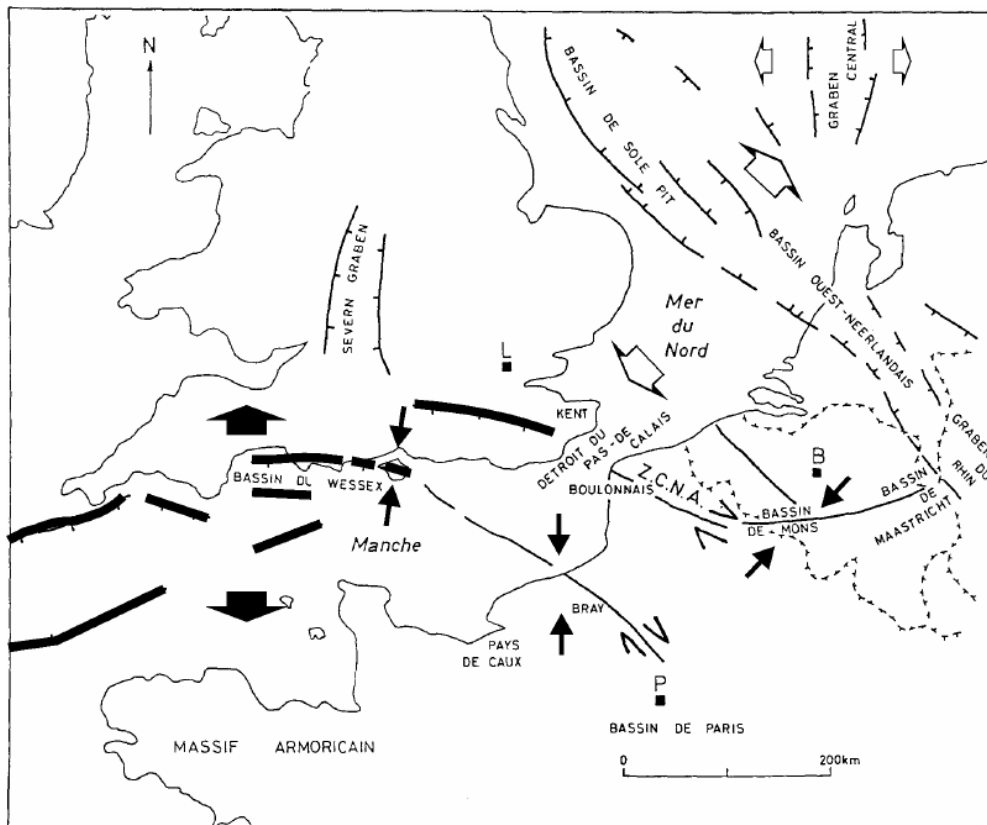 N
BASSIN DE SOLE PIT
GRABEN
CENTRAL
SEVERN GRABEN
BASSIN OUEST-NEERLANDAIS
Mer
du
Nord
L
KENT
DETROIT DU
PAS-DE
CALAIS
GRABEN DU
RHIN
B
BASSIN DU WESSEX
BOULONNAIS
Z.C.N.A.
BASSIN
DE MONS
BASSIN
DE
MAASTRICHT
Manche
BRAY
PAYS
DE CAUX
P
BASSIN DE PARIS
MASSIF ARMORICAIN
0 200km